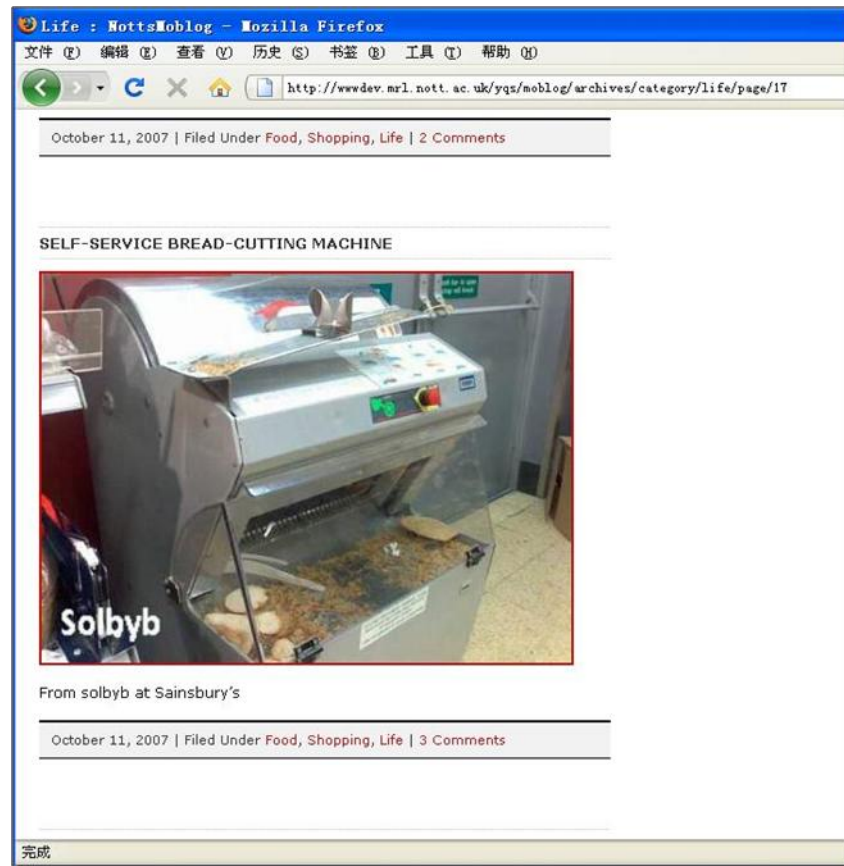 Life : NottsMoblog - Mozilla Firefox
文件 (F) 编辑 (E) 查看 (V) 历史 (S) 书签 (B) 工具 (T) 帮助 (H)
http://wwwdev.mrl.nott.ac.uk/yqs/moblog/archives/category/life/page/17
October 11, 2007 | Filed Under Food, Shopping, Life | 2 Comments
SELF-SERVICE BREAD-CUTTING MACHINE
Solbyb
From solbyb at Sainsbury's
October 11, 2007 | Filed Under Food, Shopping, Life | 3 Comments
完成